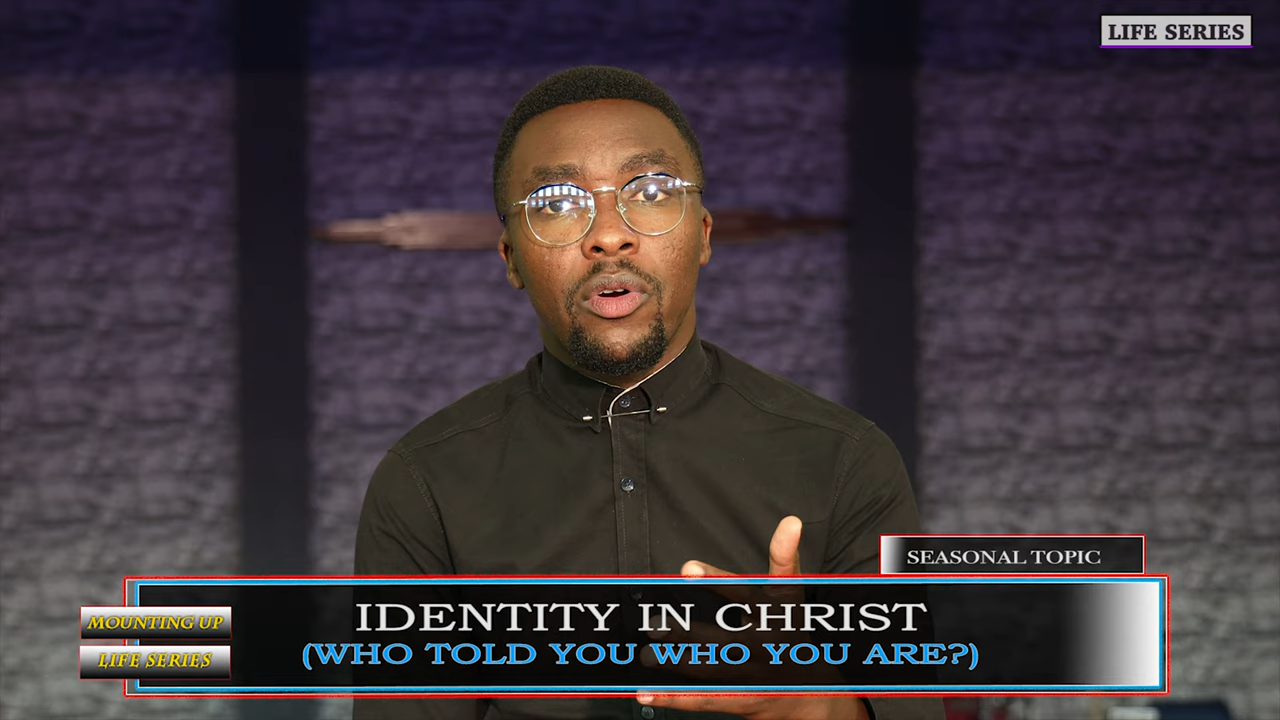 LIFE SERIES
SEASONAL TOPIC
IDENTITY IN CHRIST
(WHO TOLD YOU WHO YOU ARE?)
MOUNTING UP
LIFE SERIES